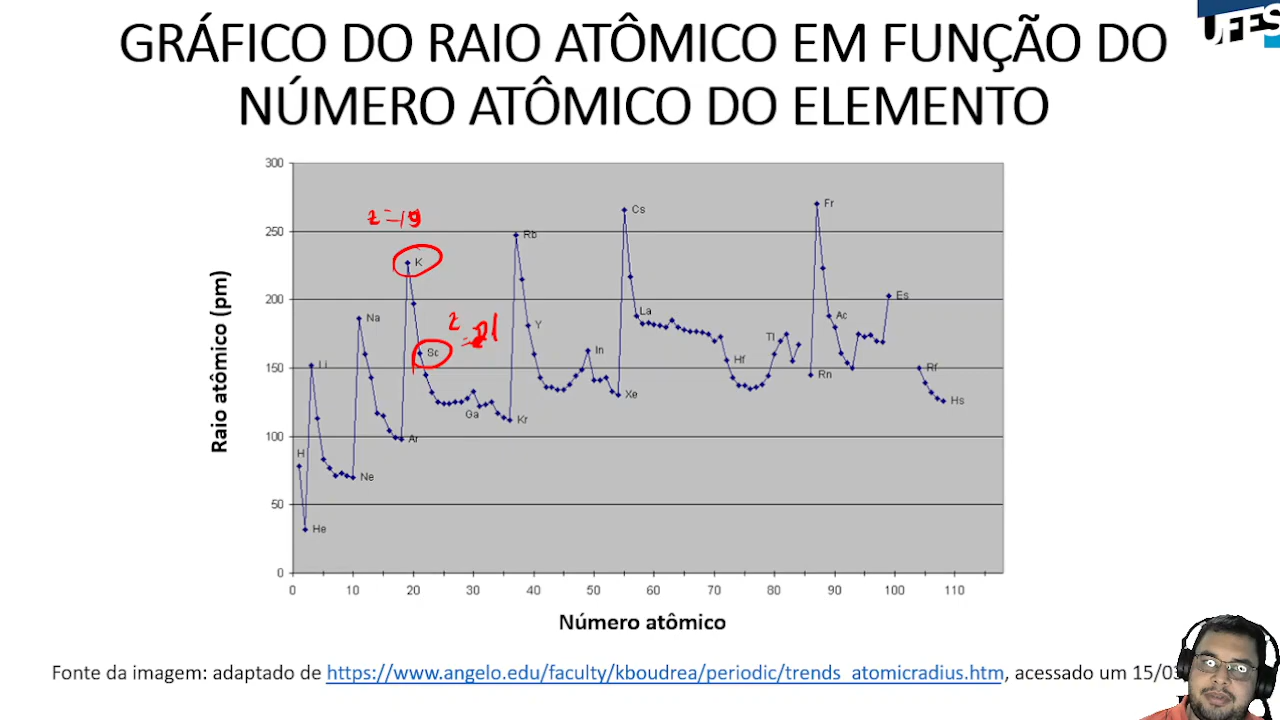 UFES
GRÁFICO DO RAIO ATÔMICO EM FUNÇÃO DO
NÚMERO ATÔMICO DO ELEMENTO
Raio atômico (pm)
300
250
200
150
100
50
0
H
He
Li
Ne
Na
Ar
z=19
K
z
=21
Sc
Ga
Kr
Rb
Y
In
Xe
Cs
La
Hf
Tl
Rn
Fr
Ac
Es
Rf
Hs
0 10 20 30 40 50 60 70 80 90 100 110
Número atômico
Fonte da imagem: adaptado de https://www.angelo.edu/faculty/kboudrea/periodic/trends_atomicradius.htm, acessado um 15/03